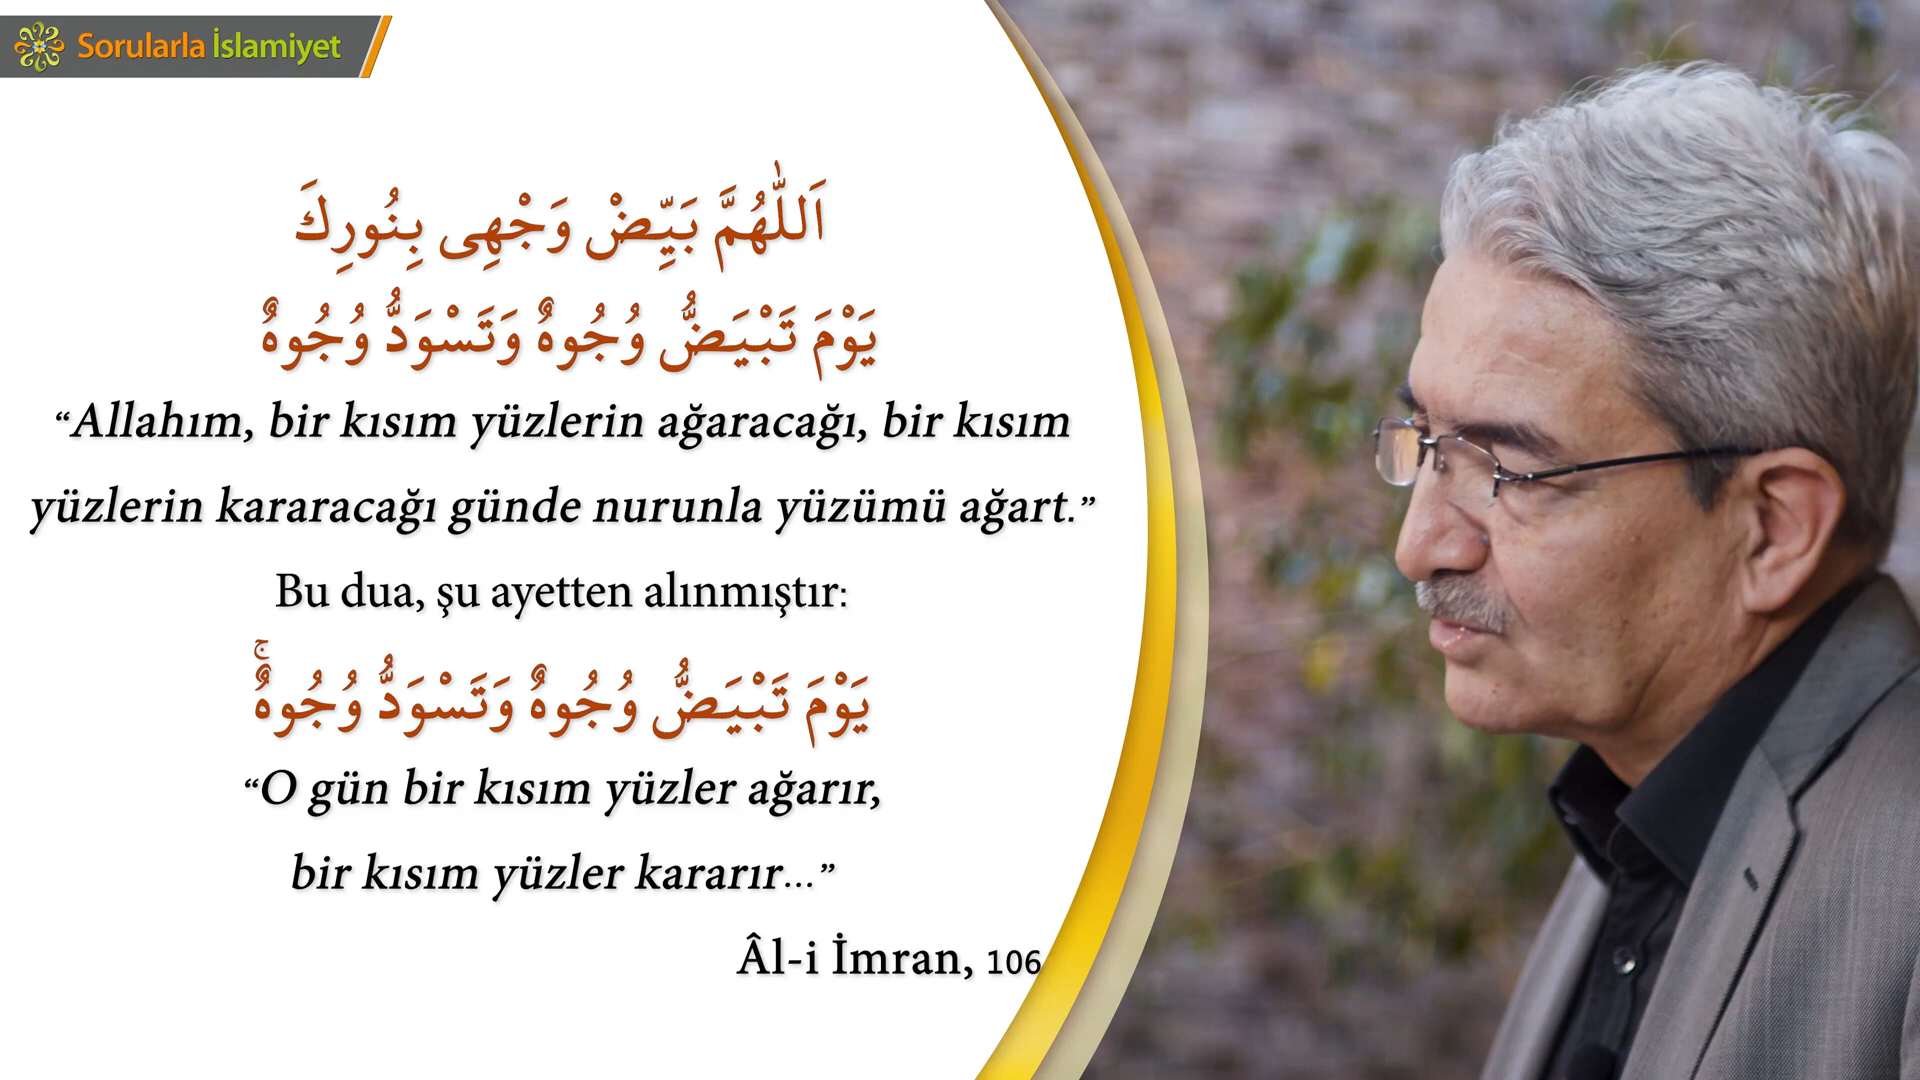 Sorularla İslamiyet
اَللّٰهُمَّ بَيِّضْ وَجْهِى بِنُورِكَ
يَوْمَ تَبْيَضُّ وُجُوهٌ وَتَسْوَدُّ وُجُوهٌ
“Allahım, bir kısım yüzlerin ağaracağı, bir kısım
yüzlerin kararacağı günde nurunla yüzümü ağart.”
Bu dua, şu ayetten alınmıştır:
يَوْمَ تَبْيَضُّ وُجُوهٌ وَتَسْوَدُّ وُجُوهٌۚ
“O gün bir kısım yüzler ağarır,
bir kısım yüzler kararır...”
Âl-i İmran, 106